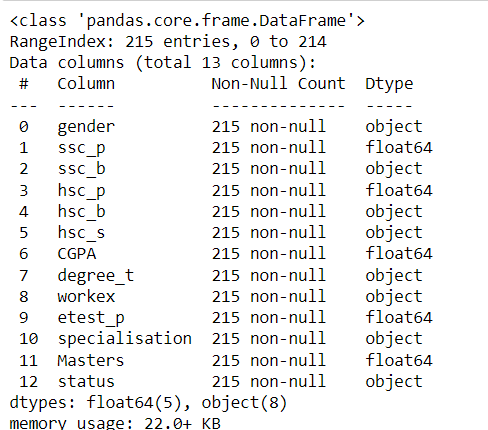 <class 'pandas.core.frame.DataFrame'>
RangeIndex: 215 entries, 0 to 214
Data columns (total 13 columns):
 #   Column          Non-Null Count  Dtype
---  ------          --------------  -----
 0   gender          215 non-null    object
 1   ssc_p           215 non-null    float64
 2   ssc_b           215 non-null    object
 3   hsc_p           215 non-null    float64
 4   hsc_b           215 non-null    object
 5   hsc_s           215 non-null    object
 6   CGPA            215 non-null    float64
 7   degree_t        215 non-null    object
 8   workex          215 non-null    object
 9   etest_p         215 non-null    float64
 10  specialisation  215 non-null    object
 11  Masters         215 non-null    float64
 12  status          215 non-null    object
dtypes: float64(5), object(8)
memory usage: 22.0+ KB